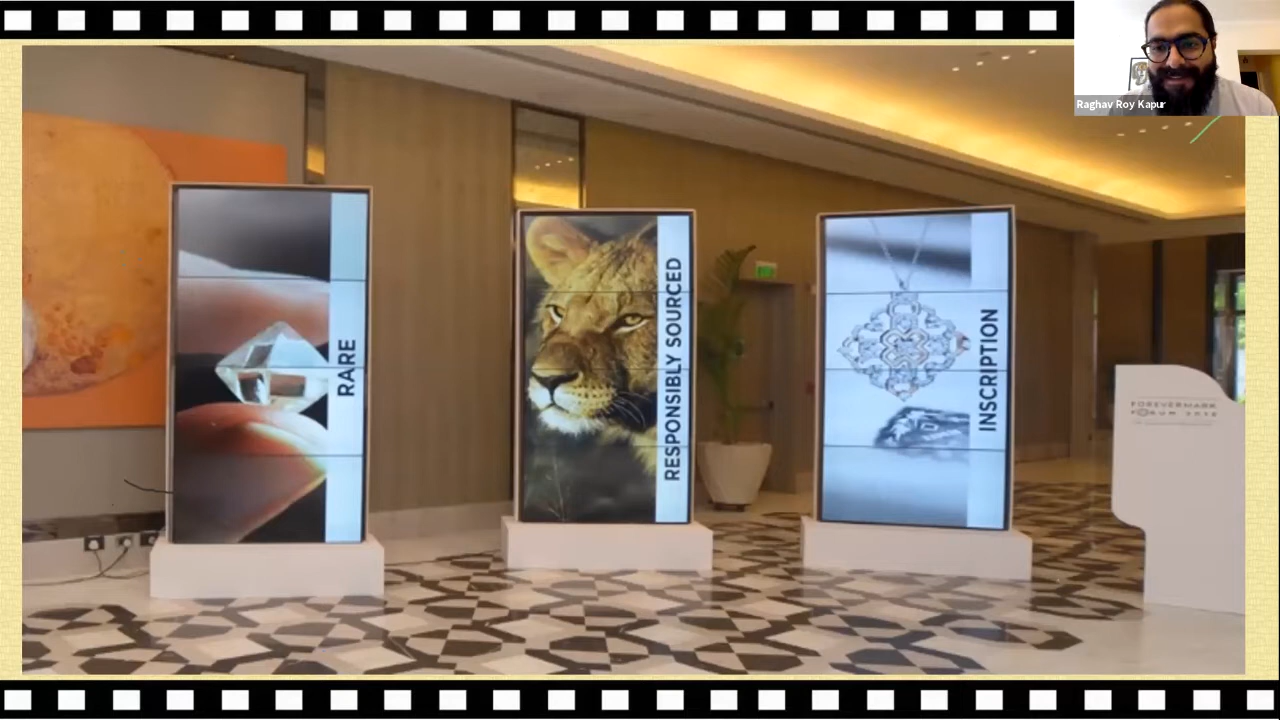 Raghav Roy Kapur
RARE
RESPONSIBLY SOURCED
INSCRIPTION
FOREVERMARK